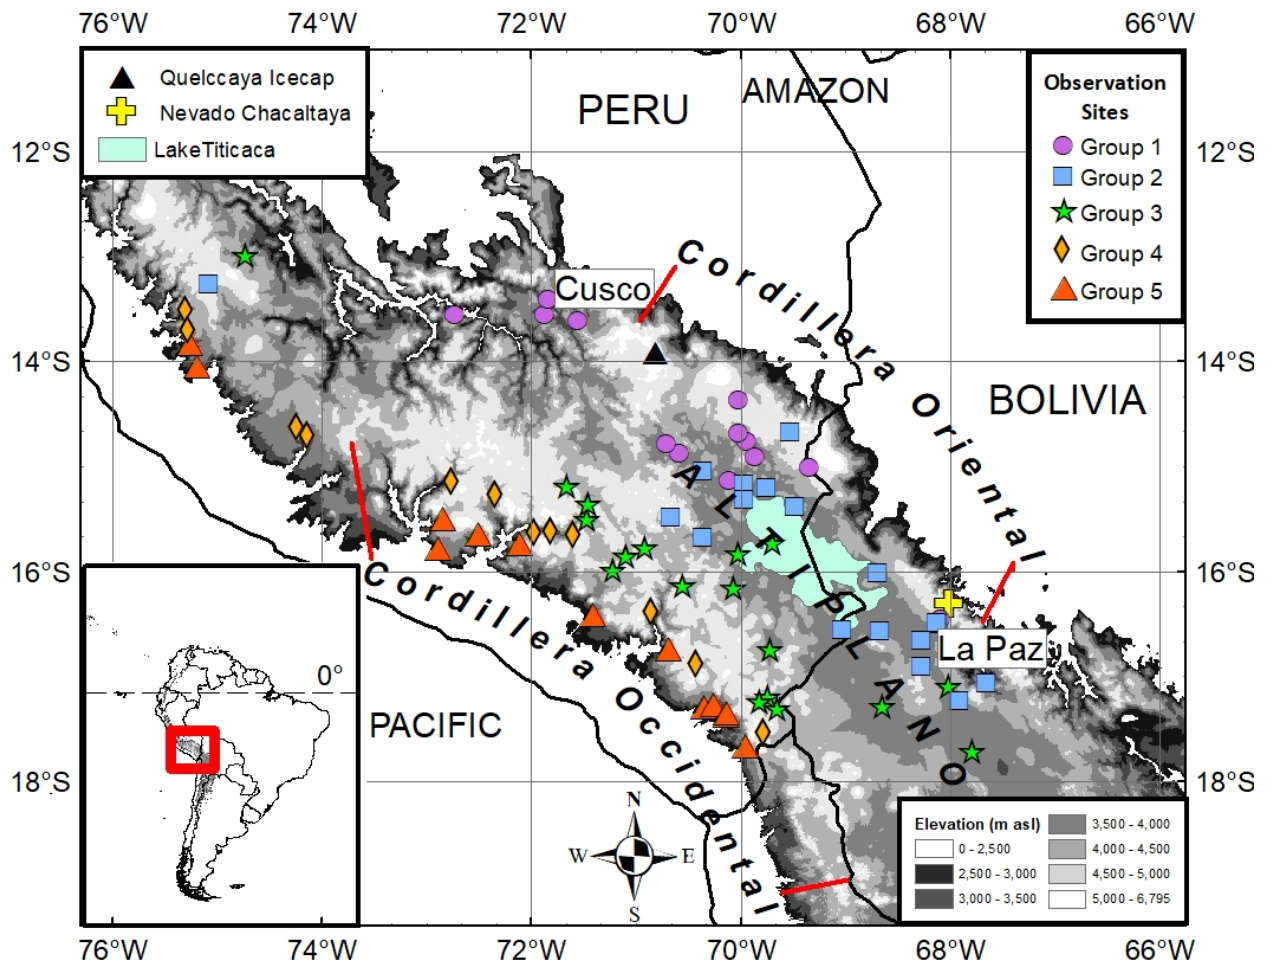 76°W 74°W 72°W 70°W 68°W 66°W
Quelccaya Icecap
Nevado Chacaltaya
LakeTiticaca
PERU
AMAZON
Observation
Sites
Group 1
Group 2
Group 3
Group 4
Group 5
12°S 12°S
Cusco
Cordillera Oriental
14°S 14°S
BOLIVIA
ALTIPLANO
16°S 16°S
Cordillera Occidental
La Paz
0°
PACIFIC
18°S 18°S
N
W E
S
Elevation (m asl)
0 - 2,500
2,500 - 3,000
3,000 - 3,500
3,500 - 4,000
4,000 - 4,500
4,500 - 5,000
5,000 - 6,795
76°W 74°W 72°W 70°W 68°W 66°W